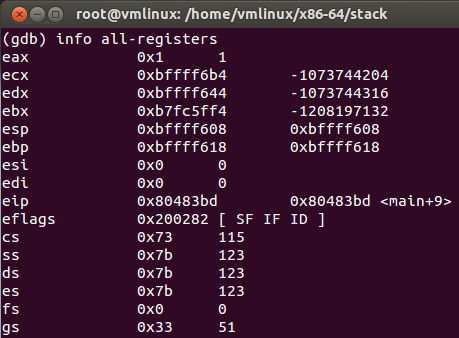 root@vmlinux: /home/vmlinux/x86-64/stack
(gdb) info all-registers
eax 0x1 1
ecx 0xbffff6b4 -1073744204
edx 0xbffff644 -1073744316
ebx 0xb7fc5ff4 -1208197132
esp 0xbffff608 0xbffff608
ebp 0xbffff618 0xbffff618
esi 0x0 0
edi 0x0 0
eip 0x80483bd 0x80483bd <main+9>
eflags 0x200282 [ SF IF ID ]
cs 0x73 115
ss 0x7b 123
ds 0x7b 123
es 0x7b 123
fs 0x0 0
gs 0x33 51